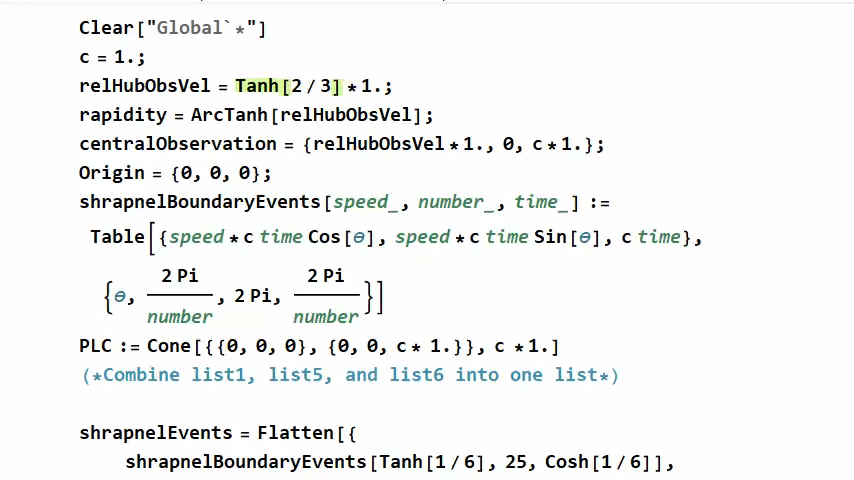 Clear["Global`*"]
c = 1.;
relHubObsVel = Tanh[2 / 3] * 1.;
rapidity = ArcTanh[relHubObsVel];
centralObservation = {relHubObsVel * 1., 0, c * 1.};
Origin = {0, 0, 0};
shrapnelBoundaryEvents[speed_, number_, time_] :=
Table[{speed * c time Cos[θ], speed * c time Sin[θ], c time},
{θ, 2 Pi / number, 2 Pi, 2 Pi / number}]
PLC := Cone[{{0, 0, 0}, {0, 0, c * 1.}}, c * 1.]
(*Combine list1, list5, and list6 into one list*)
shrapnelEvents = Flatten[{
shrapnelBoundaryEvents[Tanh[1 / 6], 25, Cosh[1 / 6]],